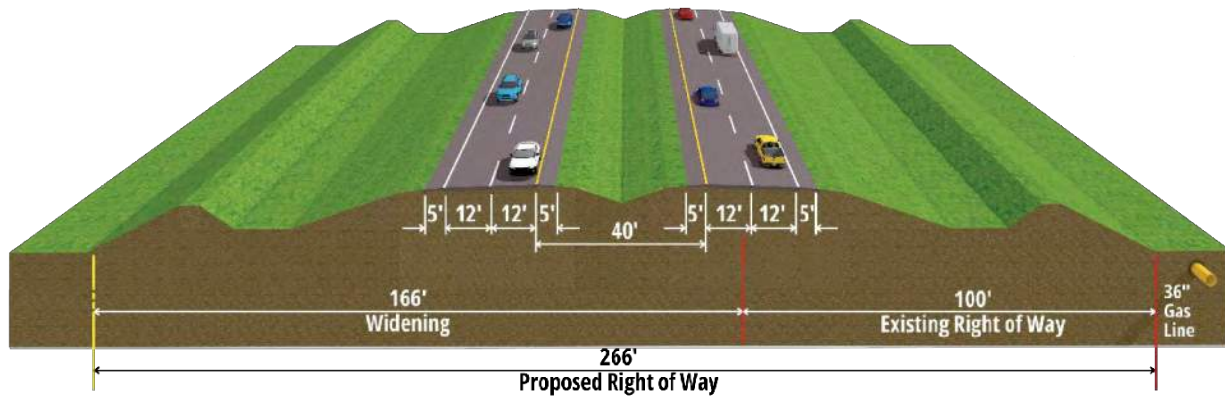 5' 12' 12' 5' 5' 12' 12' 5'
40'
166'
Widening
100'
Existing Right of Way
36"
Gas
Line
266'
Proposed Right of Way